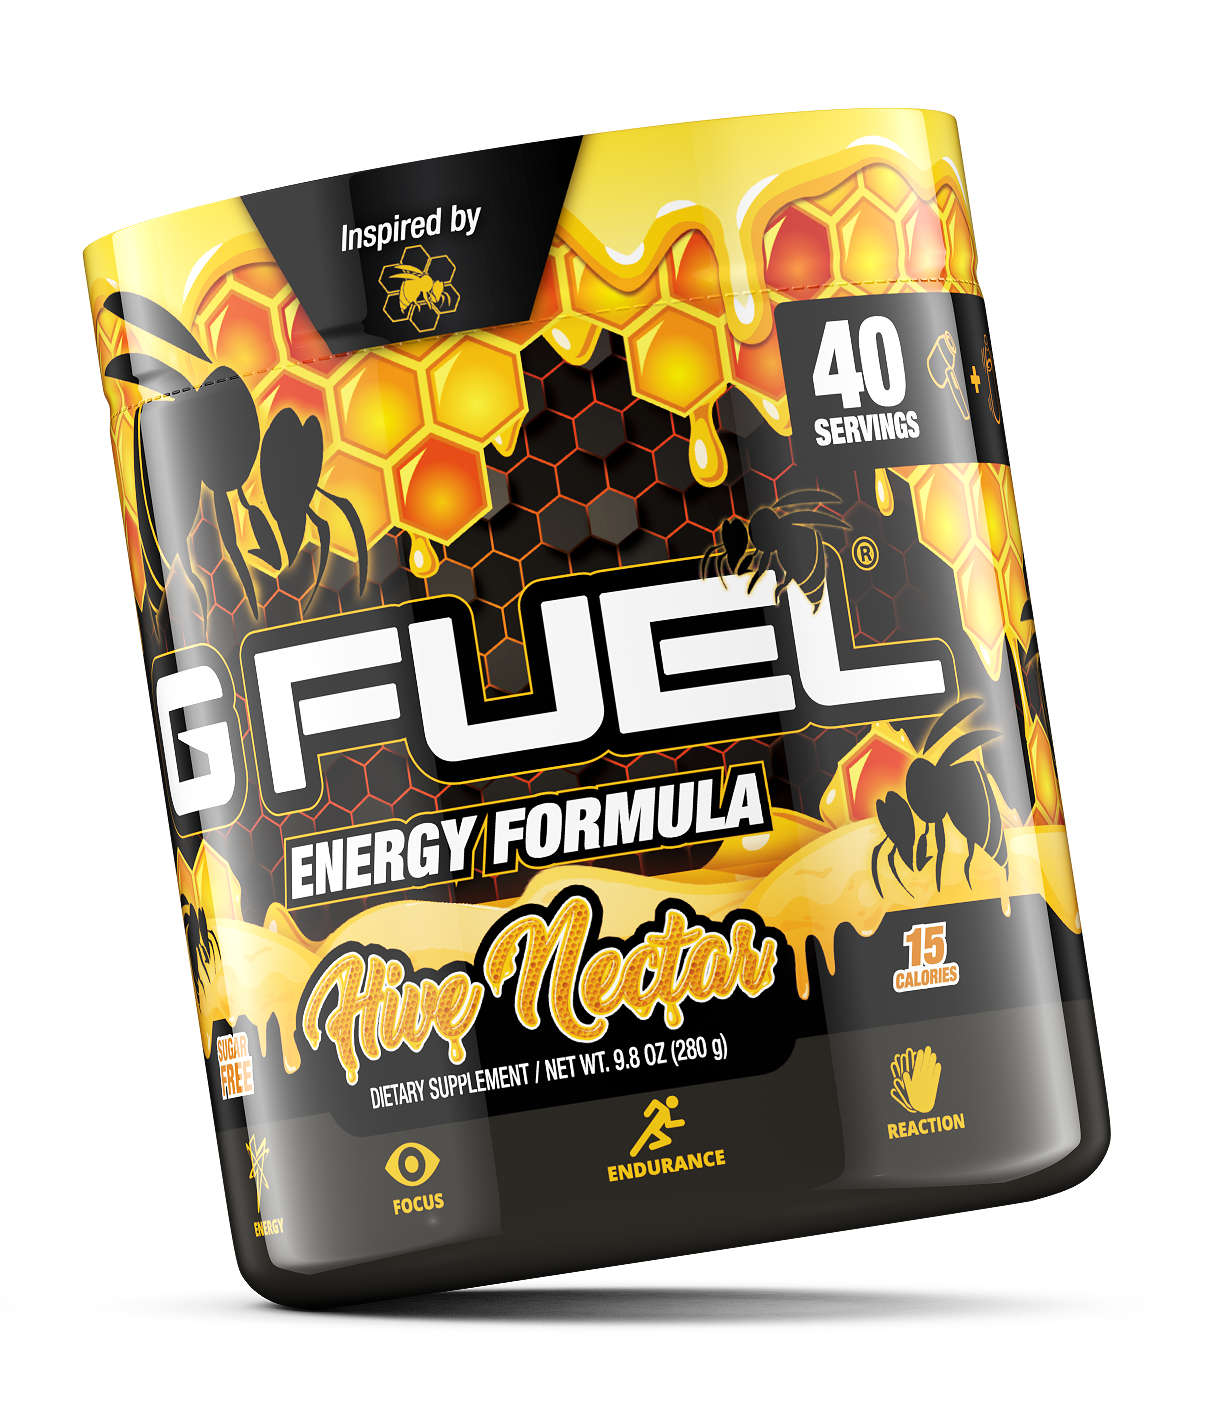 Inspired by
40
SERVINGS
+
G FUEL®
ENERGY FORMULA
Hive Nectar
15
CALORIES
SUGAR
FREE
DIETARY SUPPLEMENT / NET WT. 9.8 OZ (280 g)
ENERGY
FOCUS
ENDURANCE
REACTION